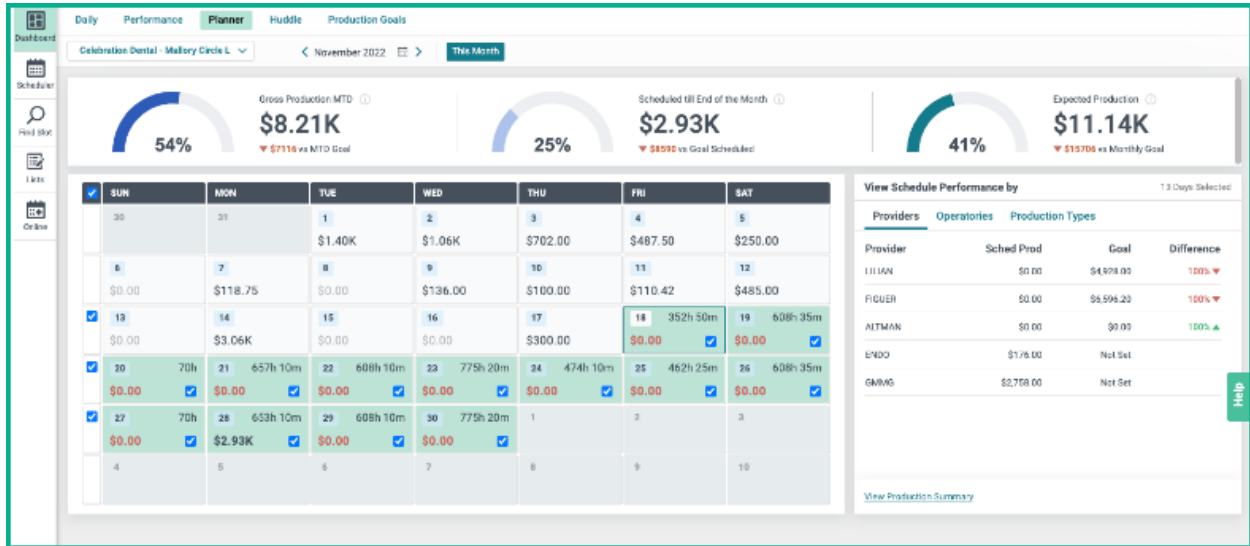 Dashboard
Scheduler
Find Slot
Lists
Online
Daily Performance Planner Huddle Production Goals
Celebration Dental - Mallory Circle L
November 2022 This Month
54%
Gross Production MTD
$8.21K
$7116 vs MTD Goal
25%
Scheduled till End of the Month
$2.93K
$8590 vs Goal Scheduled
41%
Expected Production
$11.14K
$15706 vs Monthly Goal
SUN MON TUE WED THU FRI SAT
30 31 1 2 3 4 5
$1.40K $1.06K $702.00 $487.50 $250.00
6 7 8 9 10 11 12
$0.00 $118.75 $0.00 $136.00 $100.00 $110.42 $485.00
13 14 15 16 17 18 352h 50m 19 608h 35m
$0.00 $3.06K $0.00 $0.00 $300.00 $0.00 $0.00
20 70h 21 657h 10m 22 608h 10m 23 775h 20m 24 474h 10m 25 462h 25m 26 608h 35m
$0.00 $0.00 $0.00 $0.00 $0.00 $0.00 $0.00
27 70h 28 653h 10m 29 608h 10m 30 775h 20m 1 2 3
$0.00 $2.93K $0.00 $0.00
4 5 6 7 8 9 10
View Schedule Performance by 13 Days Selected
Providers Operatories Production Types
Provider Sched Prod Goal Difference
LILIAN $0.00 $4,928.00 100%
FIGUER $0.00 $6,596.20 100%
ALTMAN $0.00 $0.00 100%
ENDO $176.00 Not Set
GMMG $2,758.00 Not Set
View Production Summary
Help